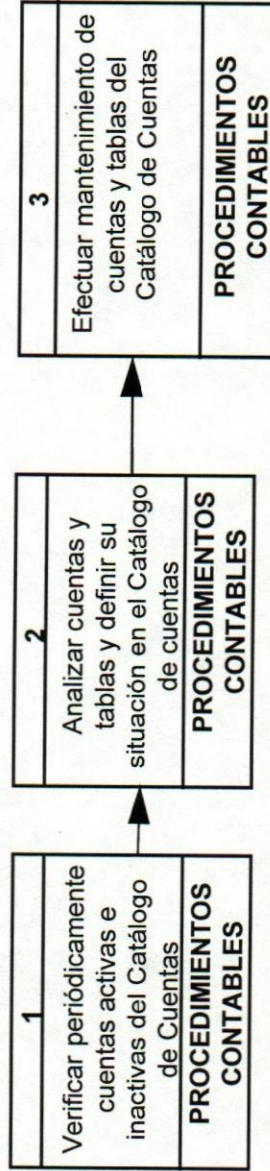 1
Verificar periódicamente
cuentas activas e
inactivas del Catálogo
de Cuentas
PROCEDIMIENTOS
CONTABLES
2
Analizar cuentas y
tablas y definir su
situación en el Catálogo
de cuentas
PROCEDIMIENTOS
CONTABLES
3
Efectuar mantenimiento de
cuentas y tablas del
Catálogo de Cuentas
PROCEDIMIENTOS
CONTABLES